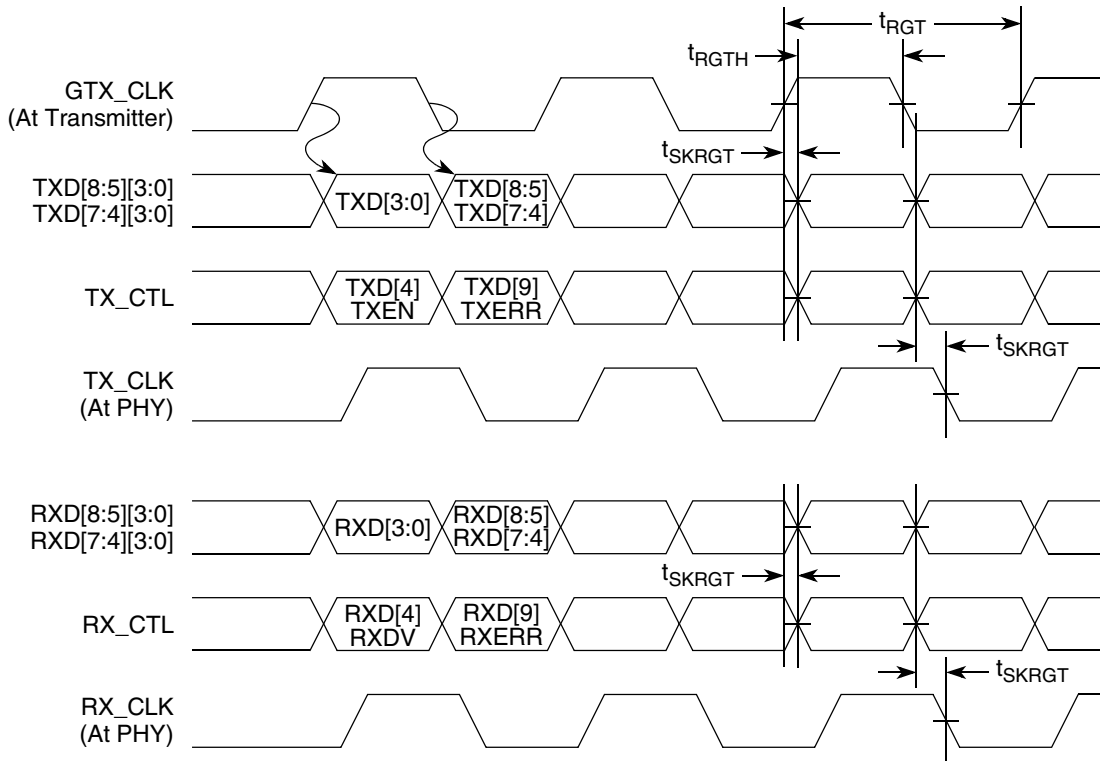 tRGT
tRGTH
GTX_CLK
(At Transmitter)
tSKRGT
TXD[8:5][3:0]
TXD[7:4][3:0]
TXD[3:0]
TXD[8:5]
TXD[7:4]
TX_CTL
TXD[4]
TXEN
TXD[9]
TXERR
tSKRGT
TX_CLK
(At PHY)
RXD[8:5][3:0]
RXD[7:4][3:0]
RXD[3:0]
RXD[8:5]
RXD[7:4]
tSKRGT
RX_CTL
RXD[4]
RXDV
RXD[9]
RXERR
tSKRGT
RX_CLK
(At PHY)